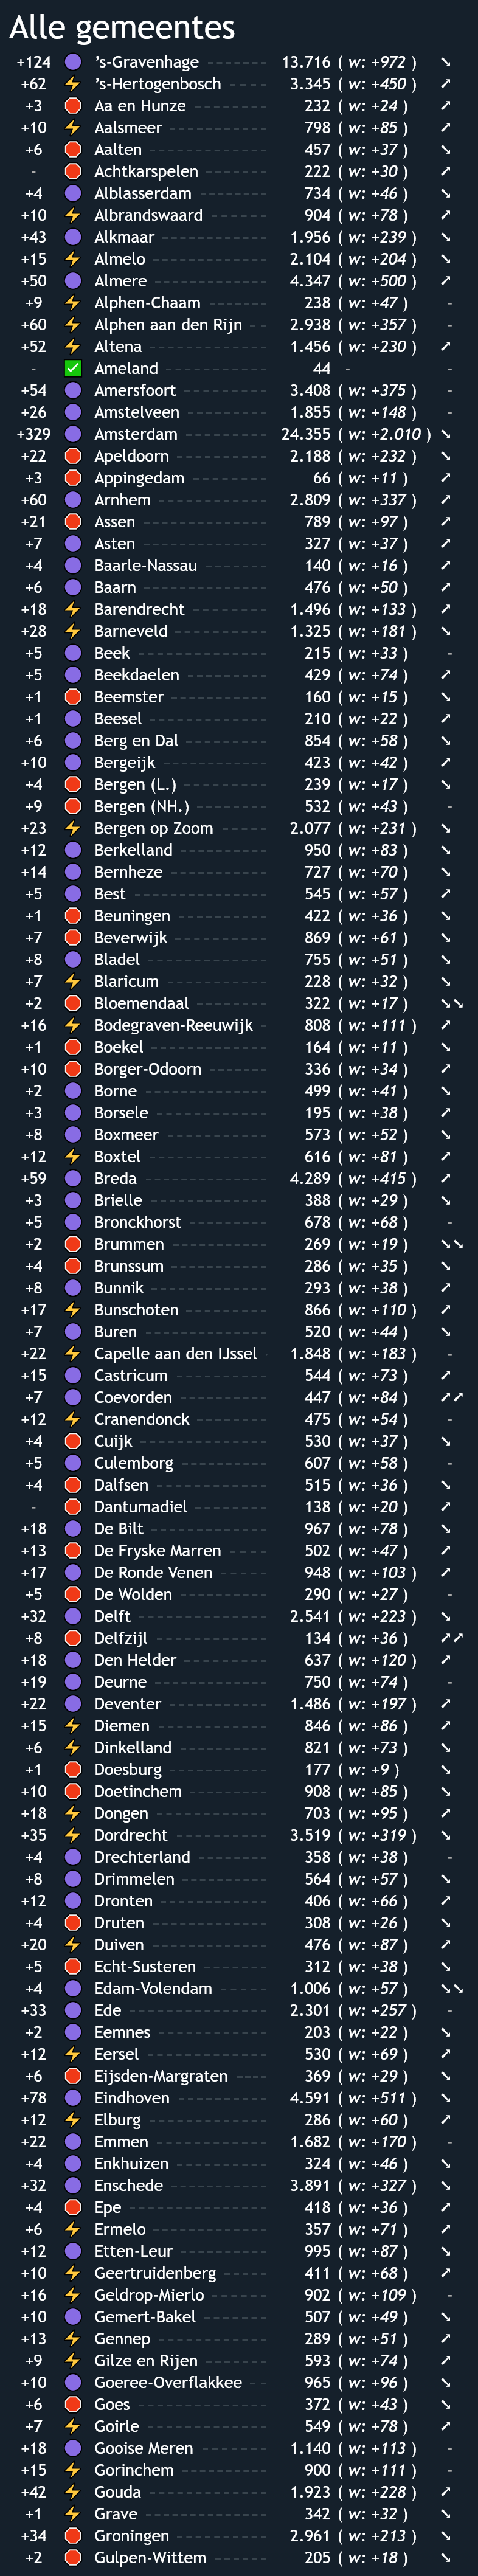 Alle gemeentes
+124 's-Gravenhage 13.716 ( w: +972 ) ➘
+62 's-Hertogenbosch 3.345 ( w: +450 ) ➚
+3 Aa en Hunze 232 ( w: +24 ) ➚
+10 Aalsmeer 798 ( w: +85 ) ➚
+6 Aalten 457 ( w: +37 ) ➘
- Achtkarspelen 222 ( w: +30 ) ➚
+4 Alblasserdam 734 ( w: +46 ) ➘
+10 Albrandswaard 904 ( w: +78 ) ➚
+43 Alkmaar 1.956 ( w: +239 ) ➘
+15 Almelo 2.104 ( w: +204 ) ➘
+50 Almere 4.347 ( w: +500 ) ➚
+9 Alphen-Chaam 238 ( w: +47 ) -
+60 Alphen aan den Rijn 2.938 ( w: +357 ) -
+52 Altena 1.456 ( w: +230 ) ➚
- Ameland 44 - -
+54 Amersfoort 3.408 ( w: +375 ) -
+26 Amstelveen 1.855 ( w: +148 ) -
+329 Amsterdam 24.355 ( w: +2.010 ) ➘
+22 Apeldoorn 2.188 ( w: +232 ) ➘
+3 Appingedam 66 ( w: +11 ) ➚
+60 Arnhem 2.809 ( w: +337 ) ➚
+21 Assen 789 ( w: +97 ) ➚
+7 Asten 327 ( w: +37 ) ➚
+4 Baarle-Nassau 140 ( w: +16 ) ➚
+6 Baarn 476 ( w: +50 ) ➚
+18 Barendrecht 1.496 ( w: +133 ) ➚
+28 Barneveld 1.325 ( w: +181 ) ➘
+5 Beek 215 ( w: +33 ) -
+5 Beekdaelen 429 ( w: +74 ) ➚
+1 Beemster 160 ( w: +15 ) ➘
+1 Beesel 210 ( w: +22 ) ➚
+6 Berg en Dal 854 ( w: +58 ) ➘
+10 Bergeijk 423 ( w: +42 ) ➚
+4 Bergen (L.) 239 ( w: +17 ) ➘
+9 Bergen (NH.) 532 ( w: +43 ) -
+23 Bergen op Zoom 2.077 ( w: +231 ) ➘
+12 Berkelland 950 ( w: +83 ) ➘
+14 Bernheze 727 ( w: +70 ) ➘
+5 Best 545 ( w: +57 ) ➚
+1 Beuningen 422 ( w: +36 ) ➘
+7 Beverwijk 869 ( w: +61 ) ➘
+8 Bladel 755 ( w: +51 ) ➘
+7 Blaricum 228 ( w: +32 ) ➘
+2 Bloemendaal 322 ( w: +17 ) ➘➘
+16 Bodegraven-Reeuwijk 808 ( w: +111 ) ➚
+1 Boekel 164 ( w: +11 ) ➘
+10 Borger-Odoorn 336 ( w: +34 ) ➚
+2 Borne 499 ( w: +41 ) ➘
+3 Borsele 195 ( w: +38 ) ➚
+8 Boxmeer 573 ( w: +52 ) ➘
+12 Boxtel 616 ( w: +81 ) ➚
+59 Breda 4.289 ( w: +415 ) ➚
+3 Brielle 388 ( w: +29 ) ➘
+5 Bronckhorst 678 ( w: +68 ) -
+2 Brummen 269 ( w: +19 ) ➘➘
+4 Brunssum 286 ( w: +35 ) ➘
+8 Bunnik 293 ( w: +38 ) ➚
+17 Bunschoten 866 ( w: +110 ) ➚
+7 Buren 520 ( w: +44 ) ➘
+22 Capelle aan den IJssel 1.848 ( w: +183 ) -
+15 Castricum 544 ( w: +73 ) ➚
+7 Coevorden 447 ( w: +84 ) ➚➚
+12 Cranendonck 475 ( w: +54 ) -
+4 Cuijk 530 ( w: +37 ) ➘
+5 Culemborg 607 ( w: +58 ) -
+4 Dalfsen 515 ( w: +36 ) ➘
- Dantumadiel 138 ( w: +20 ) ➚
+18 De Bilt 967 ( w: +78 ) ➘
+13 De Fryske Marren 502 ( w: +47 ) ➚
+17 De Ronde Venen 948 ( w: +103 ) ➚
+5 De Wolden 290 ( w: +27 ) -
+32 Delft 2.541 ( w: +223 ) ➘
+8 Delfzijl 134 ( w: +36 ) ➚➚
+18 Den Helder 637 ( w: +120 ) ➚
+19 Deurne 750 ( w: +74 ) -
+22 Deventer 1.486 ( w: +197 ) ➚
+15 Diemen 846 ( w: +86 ) ➚
+6 Dinkelland 821 ( w: +73 ) ➘
+1 Doesburg 177 ( w: +9 ) ➘
+10 Doetinchem 908 ( w: +85 ) ➘
+18 Dongen 703 ( w: +95 ) ➚
+35 Dordrecht 3.519 ( w: +319 ) ➘
+4 Drechterland 358 ( w: +38 ) -
+8 Drimmelen 564 ( w: +57 ) ➘
+12 Dronten 406 ( w: +66 ) ➚
+4 Druten 308 ( w: +26 ) ➘
+20 Duiven 476 ( w: +87 ) ➚
+5 Echt-Susteren 312 ( w: +38 ) ➘
+4 Edam-Volendam 1.006 ( w: +57 ) ➘➘
+33 Ede 2.301 ( w: +257 ) -
+2 Eemnes 203 ( w: +22 ) ➘
+12 Eersel 530 ( w: +69 ) ➚
+6 Eijsden-Margraten 369 ( w: +29 ) ➘
+78 Eindhoven 4.591 ( w: +511 ) ➘
+12 Elburg 286 ( w: +60 ) ➚
+22 Emmen 1.682 ( w: +170 ) -
+4 Enkhuizen 324 ( w: +46 ) ➘
+32 Enschede 3.891 ( w: +327 ) ➘
+4 Epe 418 ( w: +36 ) ➚
+6 Ermelo 357 ( w: +71 ) ➚
+12 Etten-Leur 995 ( w: +87 ) ➘
+10 Geertruidenberg 411 ( w: +68 ) ➚
+16 Geldrop-Mierlo 902 ( w: +109 ) -
+10 Gemert-Bakel 507 ( w: +49 ) ➘
+13 Gennep 289 ( w: +51 ) ➚
+9 Gilze en Rijen 593 ( w: +74 ) ➚
+10 Goeree-Overflakkee 965 ( w: +96 ) ➘
+6 Goes 372 ( w: +43 ) ➘
+7 Goirle 549 ( w: +78 ) ➚
+18 Gooise Meren 1.140 ( w: +113 ) -
+15 Gorinchem 900 ( w: +111 ) -
+42 Gouda 1.923 ( w: +228 ) ➚
+1 Grave 342 ( w: +32 ) ➘
+34 Groningen 2.961 ( w: +213 ) ➘
+2 Gulpen-Wittem 205 ( w: +18 ) ➘